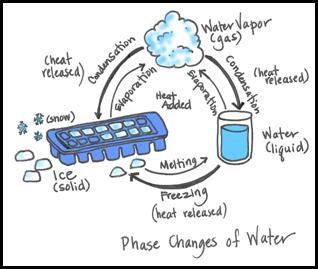 Water Vapor
(gas)
(heat
released)
Condensation
Evaporation
Heat
Added
Evaporation
Condensation
(heat
released)
(snow)
Ice
(solid)
Melting
Freezing
(heat released)
Water
(liquid)
Phase Changes of Water